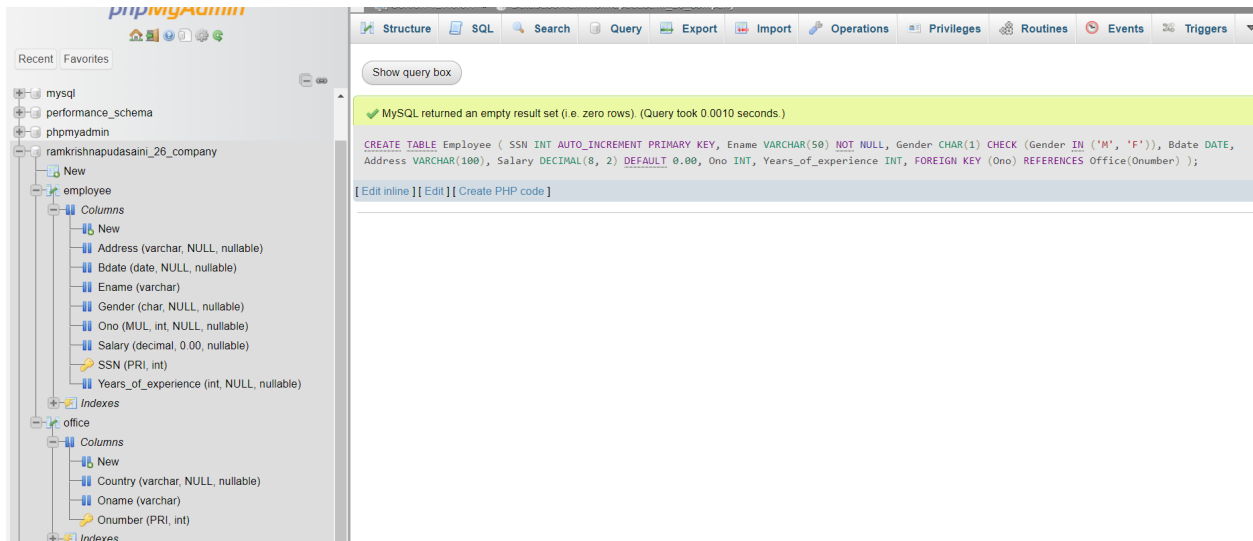 phpMyAdmin
Recent Favorites
mysql
performance_schema
phpmyadmin
ramkrishnapudasaini_26_company
New
employee
Columns
New
Address (varchar, NULL, nullable)
Bdate (date, NULL, nullable)
Ename (varchar)
Gender (char, NULL, nullable)
Ono (MUL, int, NULL, nullable)
Salary (decimal, 0.00, nullable)
SSN (PRI, int)
Years_of_experience (int, NULL, nullable)
Indexes
office
Columns
New
Country (varchar, NULL, nullable)
Oname (varchar)
Onumber (PRI, int)
Indexes
Structure SQL Search Query Export Import Operations Privileges Routines Events Triggers
Show query box
MySQL returned an empty result set (i.e. zero rows). (Query took 0.0010 seconds.)
CREATE TABLE Employee ( SSN INT AUTO_INCREMENT PRIMARY KEY, Ename VARCHAR(50) NOT NULL, Gender CHAR(1) CHECK (Gender IN ('M', 'F')), Bdate DATE,
Address VARCHAR(100), Salary DECIMAL(8, 2) DEFAULT 0.00, Ono INT, Years_of_experience INT, FOREIGN KEY (Ono) REFERENCES Office(Onumber) );
[ Edit inline ] [ Edit ] [ Create PHP code ]